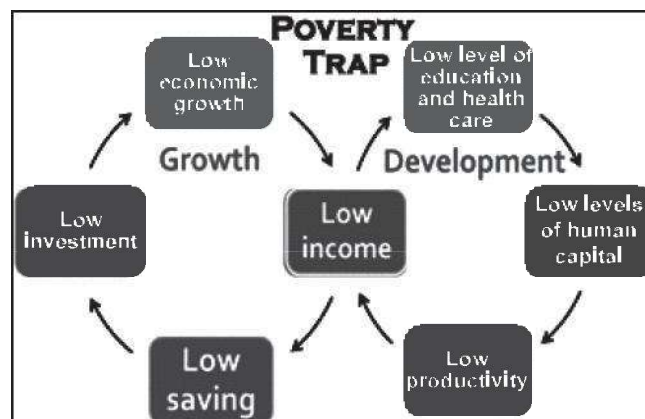 POVERTY
TRAP
Low
economic
growth
Low level of
education
and health
care
Growth
Development
Low
investment
Low
income
Low levels
of human
capital
Low
saving
Low
productivity